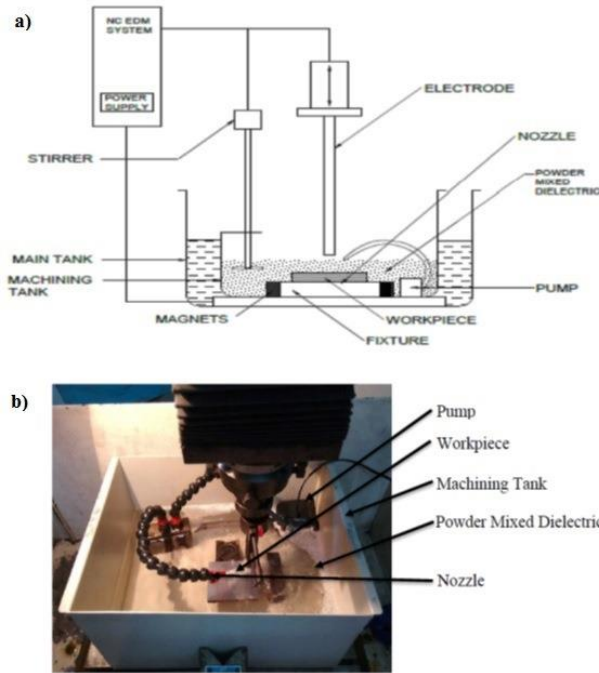 a)
NC EDM
SYSTEM
POWER
SUPPLY
ELECTRODE
NOZZLE
STIRRER
POWDER
MIXED
DIELECTRIC
MAIN TANK
MACHINING
TANK
PUMP
MAGNETS
WORKPIECE
FIXTURE
b)
Pump
Workpiece
Machining Tank
Powder Mixed Dielectric
Nozzle